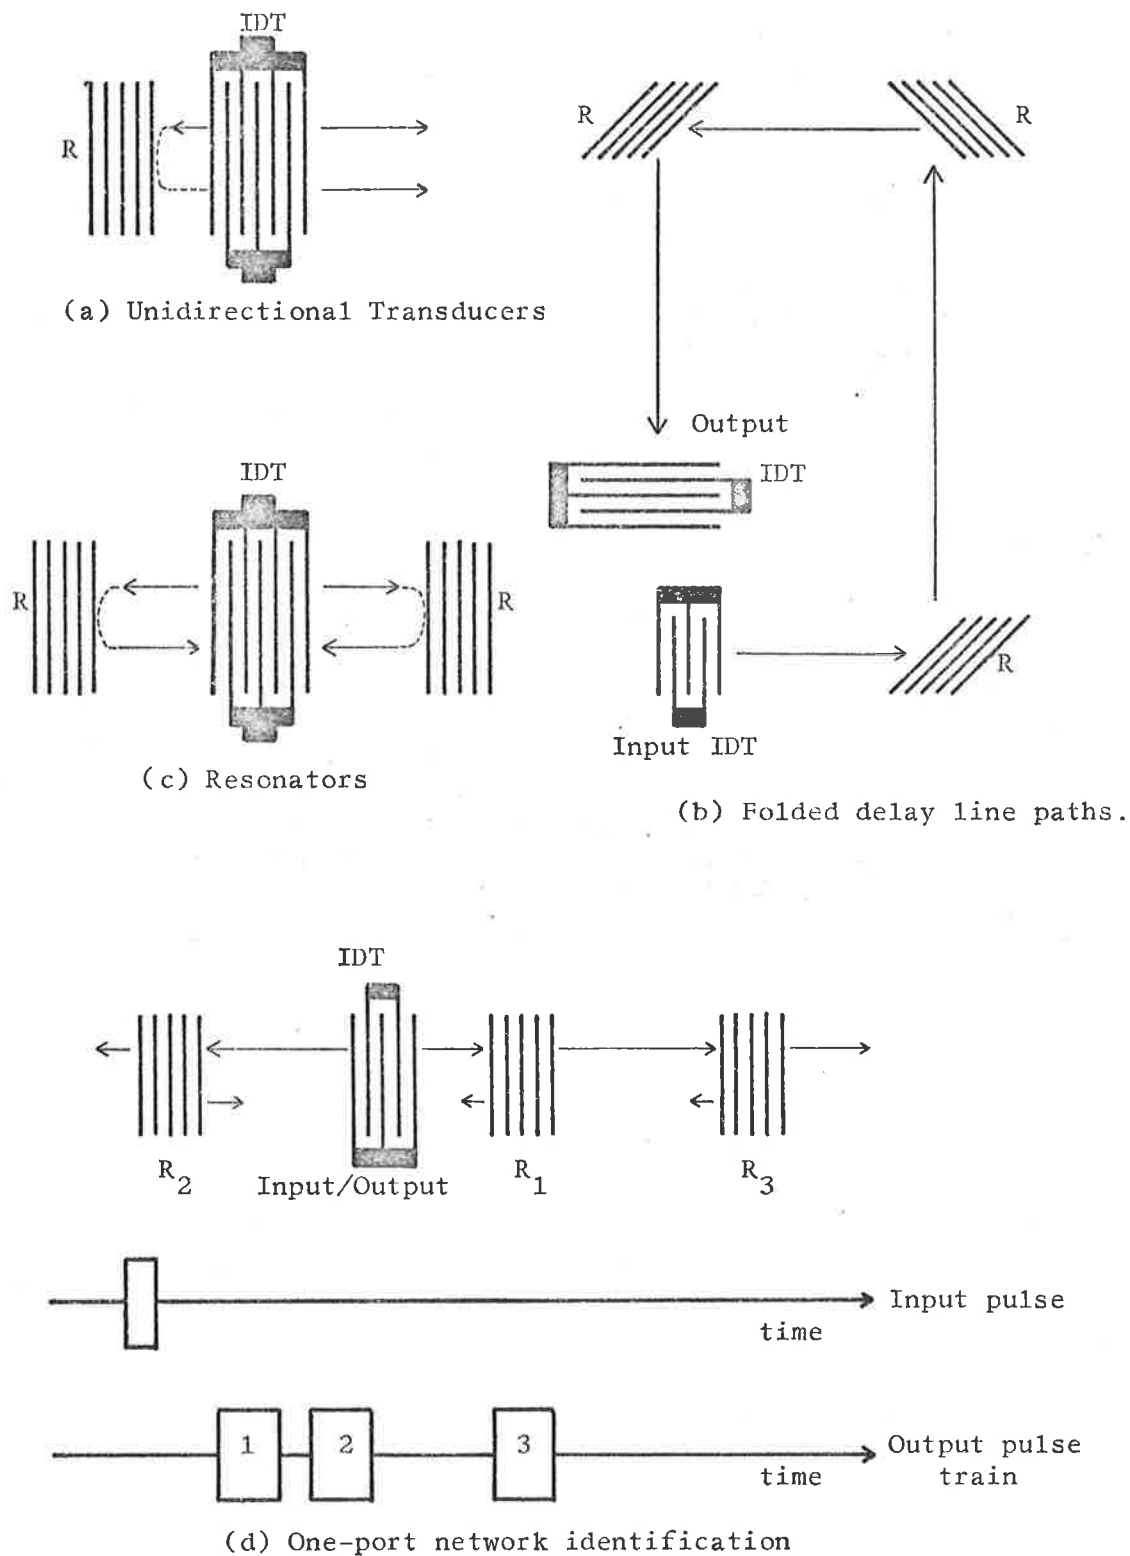 IDT
R
(a) Unidirectional Transducers
R
R
Output
IDT
R
Input IDT
(b) Folded delay line paths.
IDT
R
R
(c) Resonators
IDT
R2
Input/Output
R1
R3
Input pulse
time
1
2
3
Output pulse
train
time
(d) One-port network identification